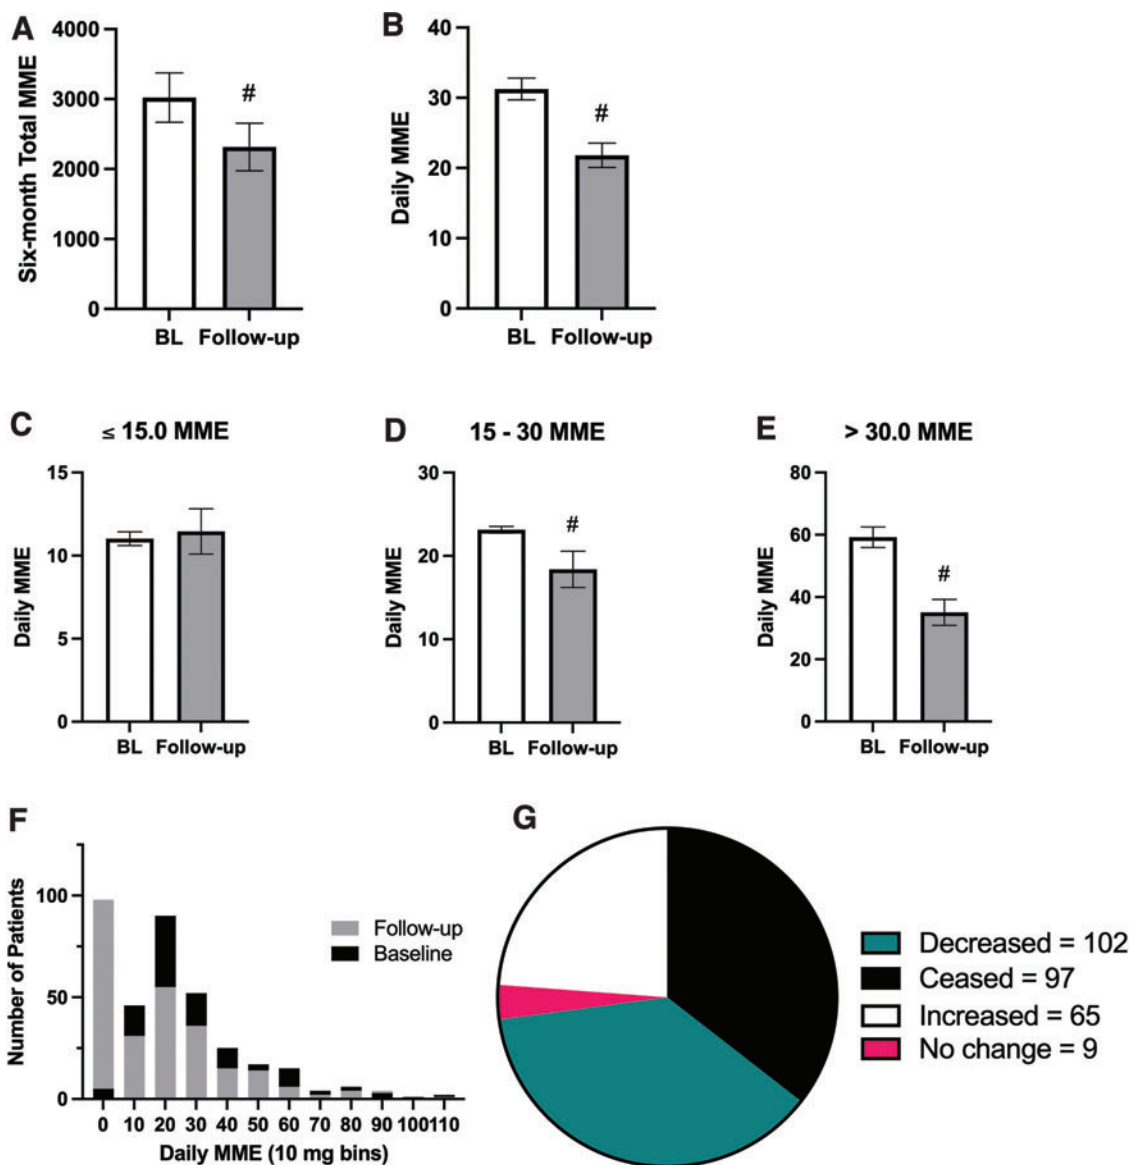 A
Six-month Total MME
4000
3000
2000
1000
0
#
BL Follow-up
B
Daily MME
40
30
20
10
0
#
BL Follow-up
C
≤ 15.0 MME
Daily MME
15
10
5
0
BL Follow-up
D
15 - 30 MME
Daily MME
30
20
10
0
#
BL Follow-up
E
> 30.0 MME
Daily MME
80
60
40
20
0
#
BL Follow-up
F
Number of Patients
100
50
0
Follow-up
Baseline
0 10 20 30 40 50 60 70 80 90 100 110
Daily MME (10 mg bins)
G
Decreased = 102
Ceased = 97
Increased = 65
No change = 9